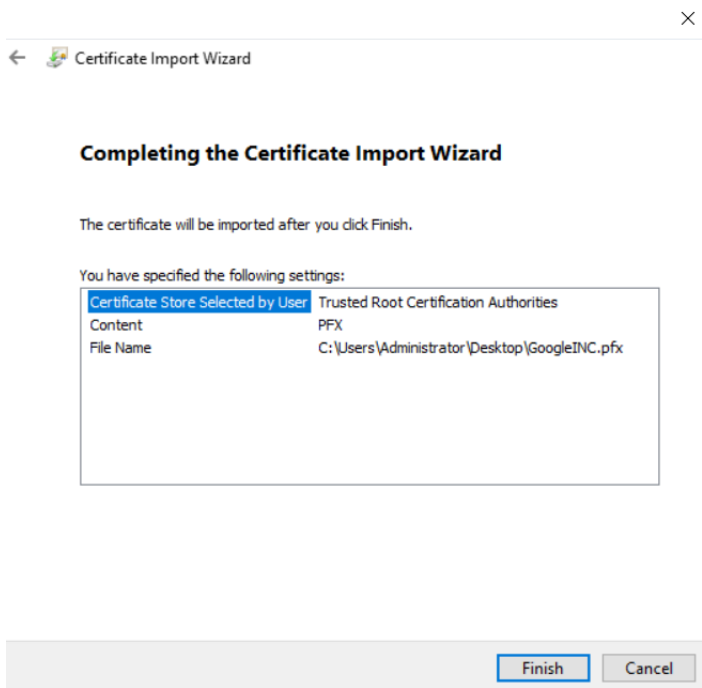 Certificate Import Wizard
Completing the Certificate Import Wizard
The certificate will be imported after you click Finish.
You have specified the following settings:
Certificate Store Selected by User Trusted Root Certification Authorities
Content PFX
File Name C:\Users\Administrator\Desktop\GoogleINC.pfx
Finish Cancel